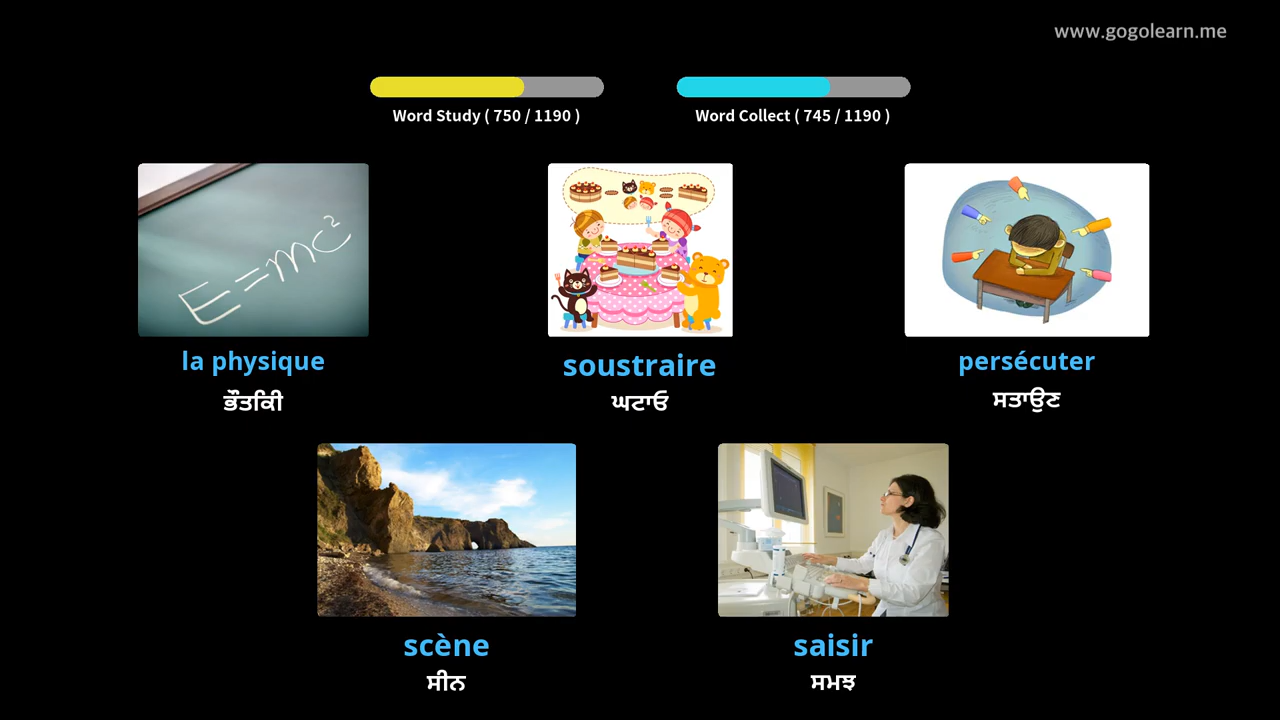 www.gogolearn.me
Word Study ( 750 / 1190 )
Word Collect ( 745 / 1190 )
E=mc²
la physique
soustraire
persécuter
ਭੌਤਕਿੀ
ਘਟਾਓ
ਸਤਾਉਣ
scène
saisir
ਸੀਨ
ਸਮਝ